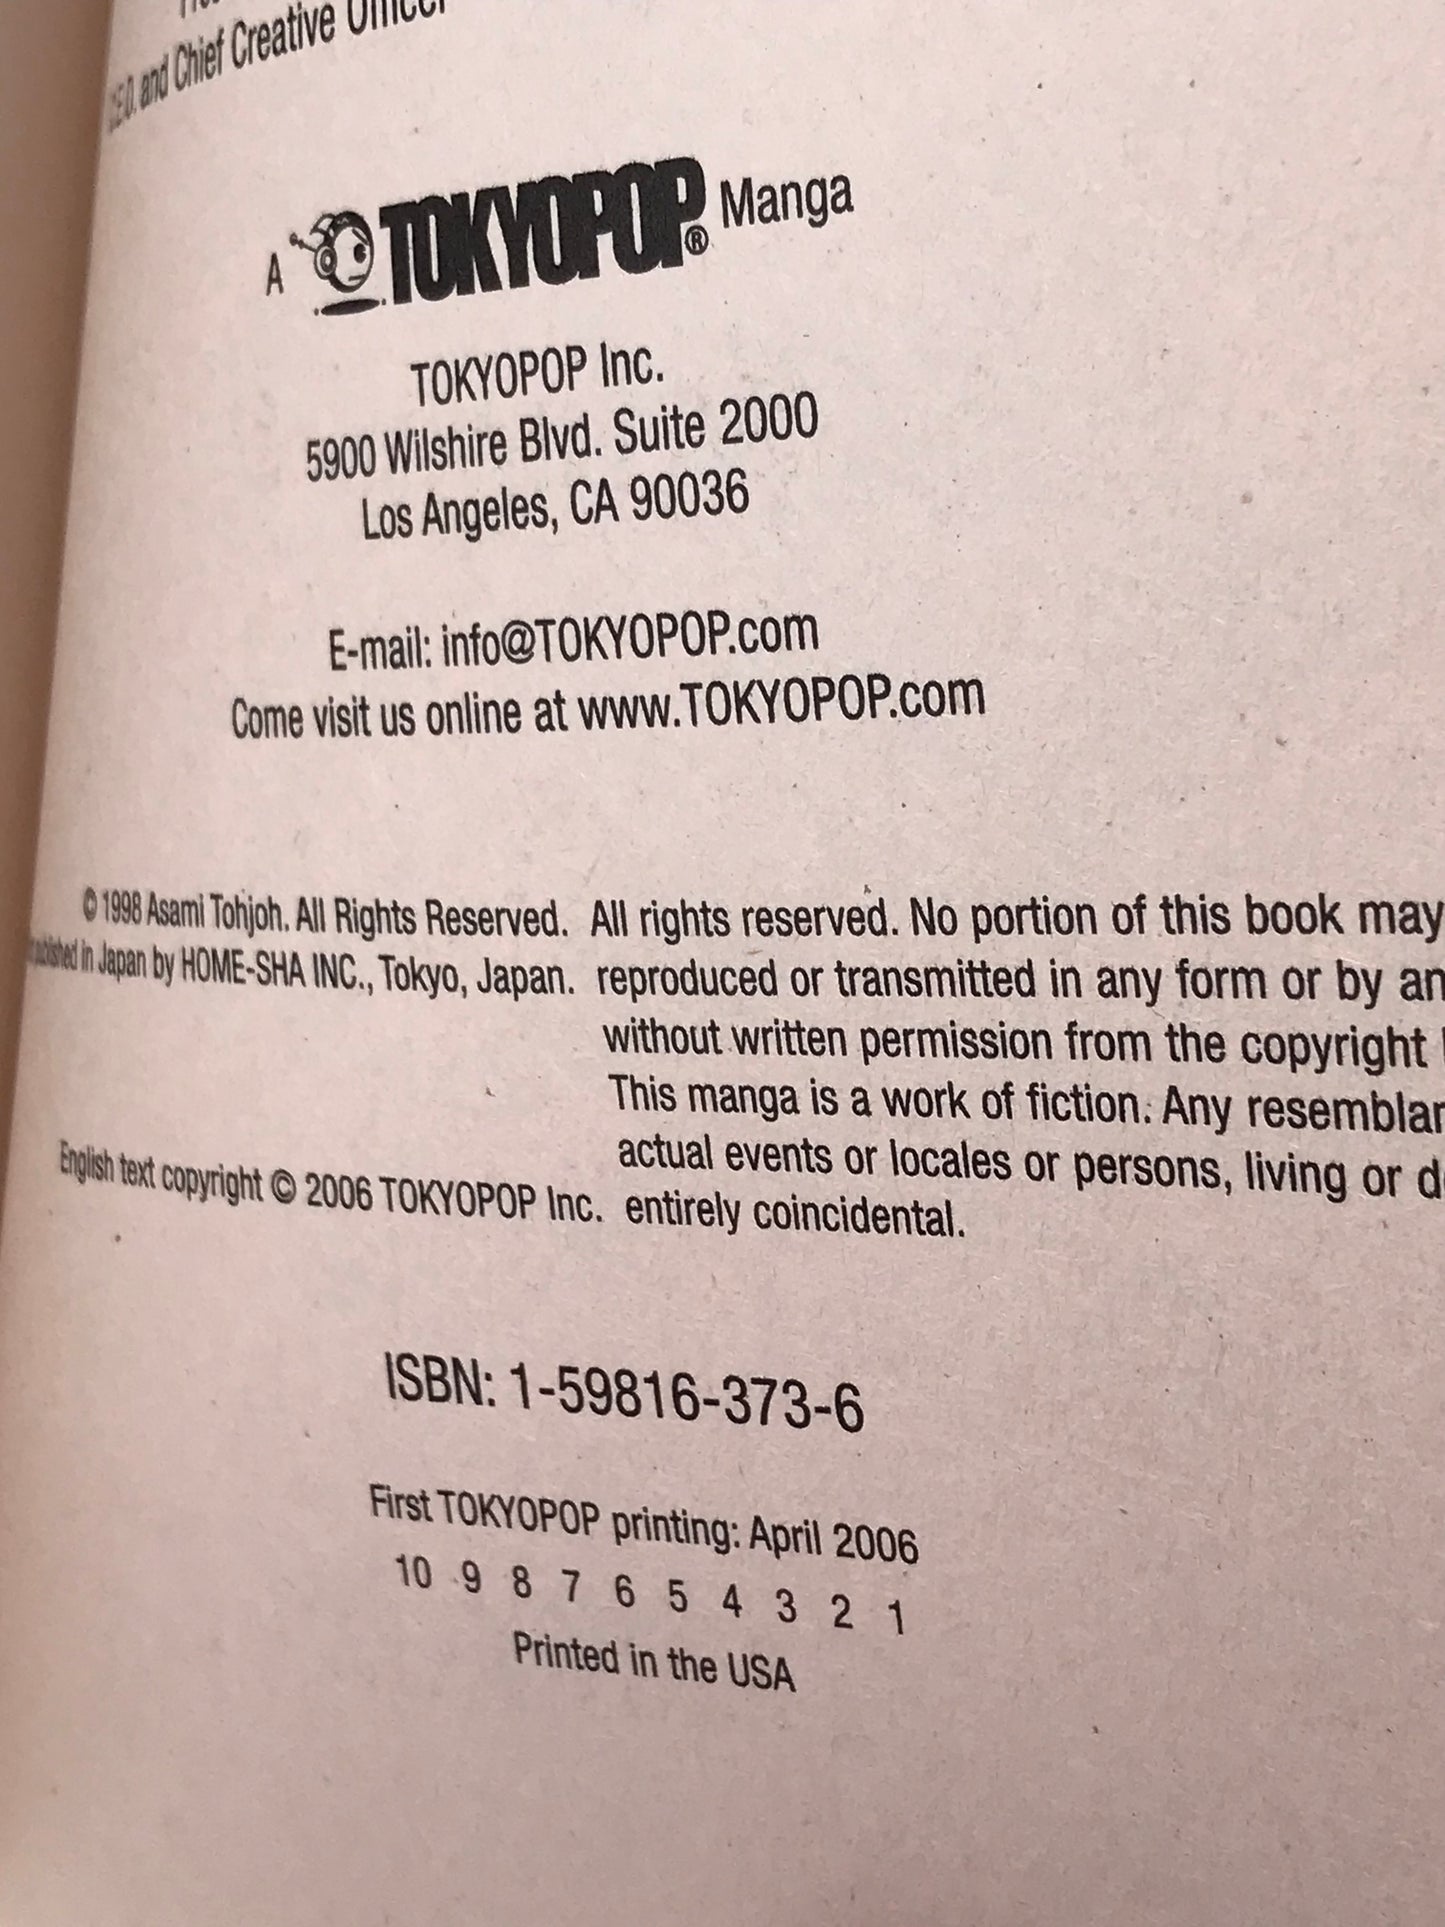 C.E.O. and Chief Creative Officer
A TOKYOPOP® Manga
TOKYOPOP Inc.
5900 Wilshire Blvd. Suite 2000
Los Angeles, CA 90036
E-mail: info@TOKYOPOP.com
Come visit us online at www.TOKYOPOP.com
© 1998 Asami Tohjoh. All Rights Reserved.
in Japan by HOME-SHA INC., Tokyo, Japan.
English text copyright © 2006 TOKYOPOP Inc.
All rights reserved. No portion of this book may
reproduced or transmitted in any form or by
without written permission from the copyright
This manga is a work of fiction. Any
actual events or locales or persons, living or
entirely coincidental.
ISBN: 1-59816-373-6
First TOKYOPOP printing: April 2006
10 9 8 7 6 5 4 3 2 1
Printed in the USA